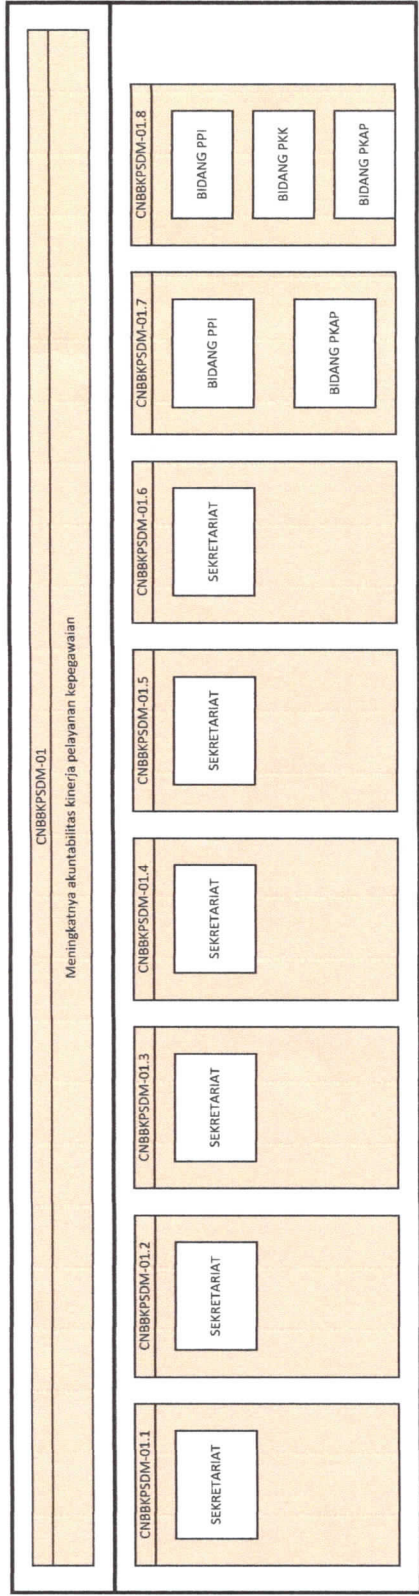 CNBBKPSDM-01
Meningkatnya akuntabilitas kinerja pelayanan kepegawaian
CNBBKPSDM-01.1
SEKRETARIAT
CNBBKPSDM-01.2
SEKRETARIAT
CNBBKPSDM-01.3
SEKRETARIAT
CNBBKPSDM-01.4
SEKRETARIAT
CNBBKPSDM-01.5
SEKRETARIAT
CNBBKPSDM-01.6
SEKRETARIAT
CNBBKPSDM-01.7
BIDANG PPI
BIDANG PKAP
CNBBKPSDM-01.8
BIDANG PPI
BIDANG PKK
BIDANG PKAP